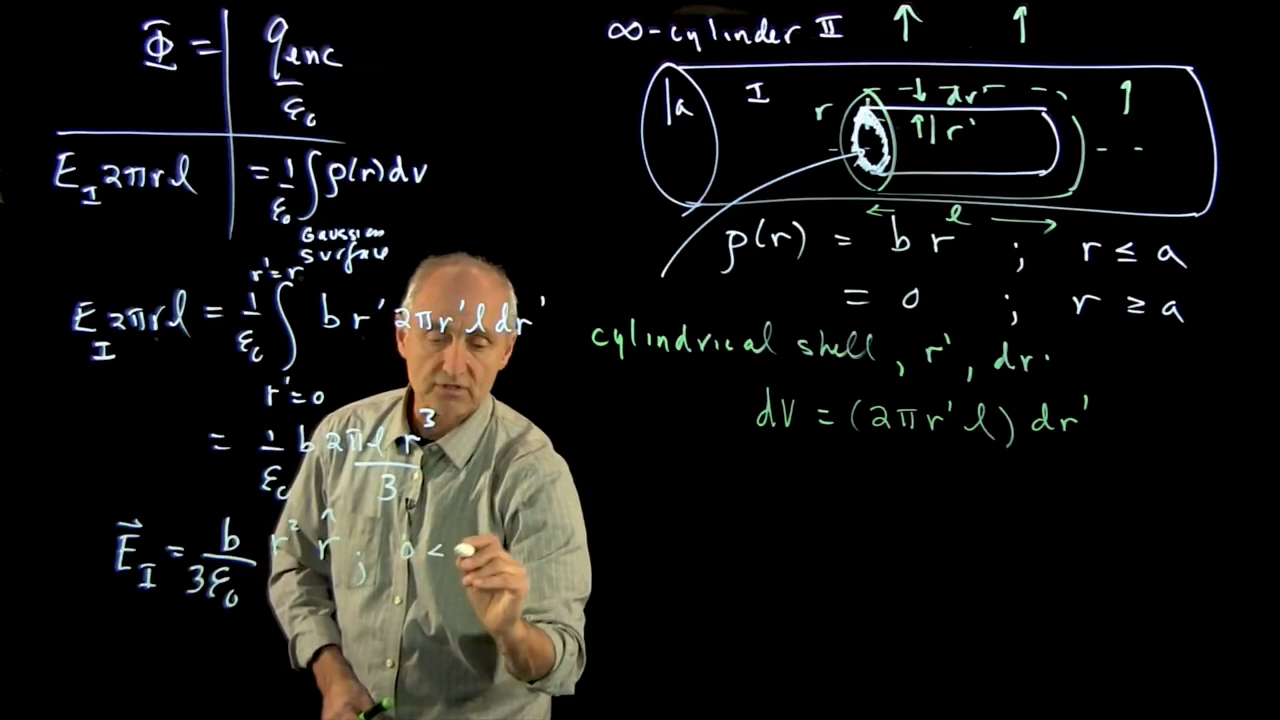 Φ = qenc/ε₀
E_I 2πrl = 1/ε₀ ∫ ρ(r)dv
Gaussian
surface
r'=r
E_I 2πrl = 1/ε₀ ∫ b r' 2πr'l dr'
r'=0
= 1/ε₀ b 2πl r³/3
E⃗_I = b/3ε₀ r² r̂ ; 0 <
∞-cylinder II
a I
r dr' r'
l
ρ(r) = b r ; r ≤ a
= 0 ; r ≥ a
cylindrical shell, r', dr'
dV = (2πr'l) dr'